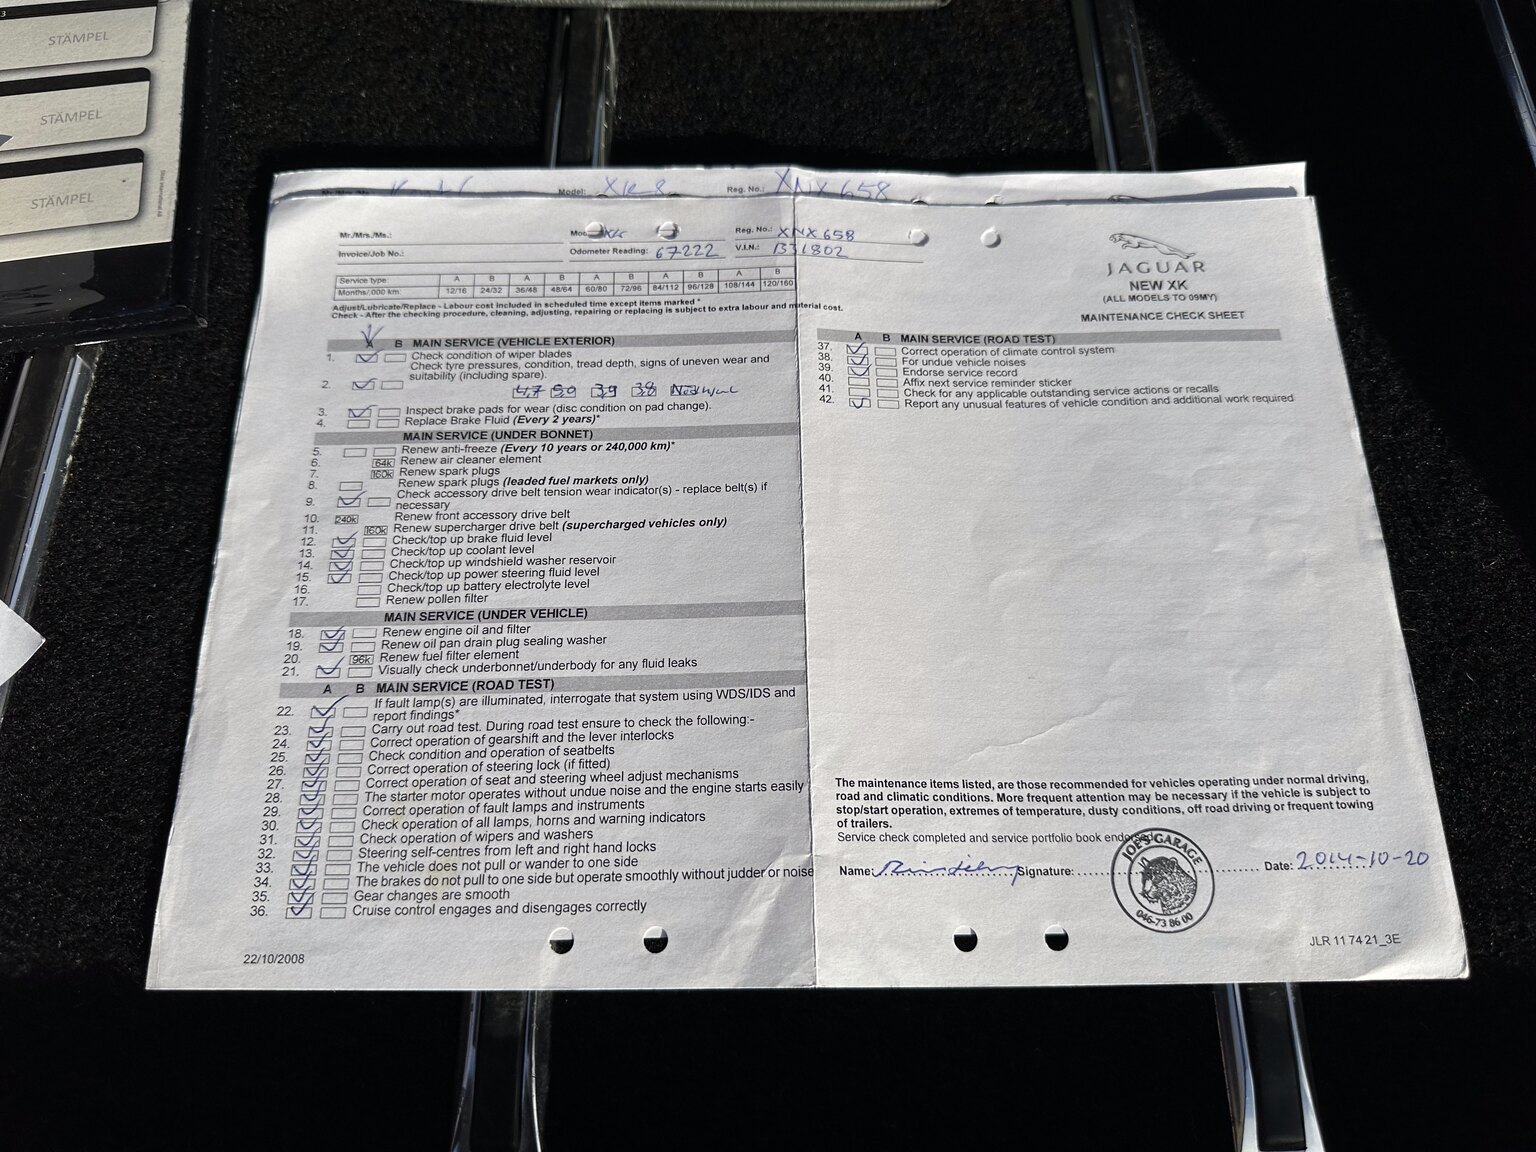 STÄMPEL
STÄMPEL
STÄMPEL
Model: XK 8 Reg. No.: XNX 658
Mr./Mrs./Ms.: Reg. No.: XNX 658
Invoice/Job No.: Odometer Reading: 67222 V.I.N.: B31802
Service type: A B A B A B A B A B
Months/,000 km: 12/16 24/32 36/48 48/64 60/80 72/96 84/112 96/128 108/144 120/160
Adjust/Lubricate/Replace - Labour cost included in scheduled time except items marked *
Check - After the checking procedure, cleaning, adjusting, repairing or replacing is subject to extra labour and material cost.
A B MAIN SERVICE (VEHICLE EXTERIOR)
1. Check condition of wiper blades
2. Check tyre pressures, condition, tread depth, signs of uneven wear and
suitability (including spare).
4,7 5,0 3,9 3,8
3. Inspect brake pads for wear (disc condition on pad change).
4. Replace Brake Fluid (Every 2 years)*
MAIN SERVICE (UNDER BONNET)
5. Renew anti-freeze (Every 10 years or 240,000 km)*
6. 64k Renew air cleaner element
7. 160k Renew spark plugs
8. Renew spark plugs (leaded fuel markets only)
9. Check accessory drive belt tension wear indicator(s) - replace belt(s) if
necessary
10. 240k Renew front accessory drive belt
11. 160k Renew supercharger drive belt (supercharged vehicles only)
12. Check/top up brake fluid level
13. Check/top up coolant level
14. Check/top up windshield washer reservoir
15. Check/top up power steering fluid level
16. Check/top up battery electrolyte level
17. Renew pollen filter
MAIN SERVICE (UNDER VEHICLE)
18. Renew engine oil and filter
19. Renew oil pan drain plug sealing washer
20. 96k Renew fuel filter element
21. Visually check underbonnet/underbody for any fluid leaks
A B MAIN SERVICE (ROAD TEST)
22. If fault lamp(s) are illuminated, interrogate that system using WDS/IDS and
report findings*
23. Carry out road test. During road test ensure to check the following:-
24. Correct operation of gearshift and the lever interlocks
25. Check condition and operation of seatbelts
26. Correct operation of steering lock (if fitted)
27. Correct operation of seat and steering wheel adjust mechanisms
28. The starter motor operates without undue noise and the engine starts easily
29. Correct operation of fault lamps and instruments
30. Check operation of all lamps, horns and warning indicators
31. Check operation of wipers and washers
32. Steering self-centres from left and right hand locks
33. The vehicle does not pull or wander to one side
34. The brakes do not pull to one side but operate smoothly without judder or noise
35. Gear changes are smooth
36. Cruise control engages and disengages correctly
22/10/2008
JAGUAR
NEW XK
(ALL MODELS TO 09MY)
MAINTENANCE CHECK SHEET
A B MAIN SERVICE (ROAD TEST)
37. Correct operation of climate control system
38. For undue vehicle noises
39. Endorse service record
40. Affix next service reminder sticker
41. Check for any applicable outstanding service actions or recalls
42. Report any unusual features of vehicle condition and additional work required
The maintenance items listed, are those recommended for vehicles operating under normal driving,
road and climatic conditions. More frequent attention may be necessary if the vehicle is subject to
stop/start operation, extremes of temperature, dusty conditions, off road driving or frequent towing
of trailers.
Service check completed and service portfolio book endorsed
JOE'S GARAGE
Name: Signature: Date: 2014-10-20
046-73 86 00
JLR 11 74 21_3E